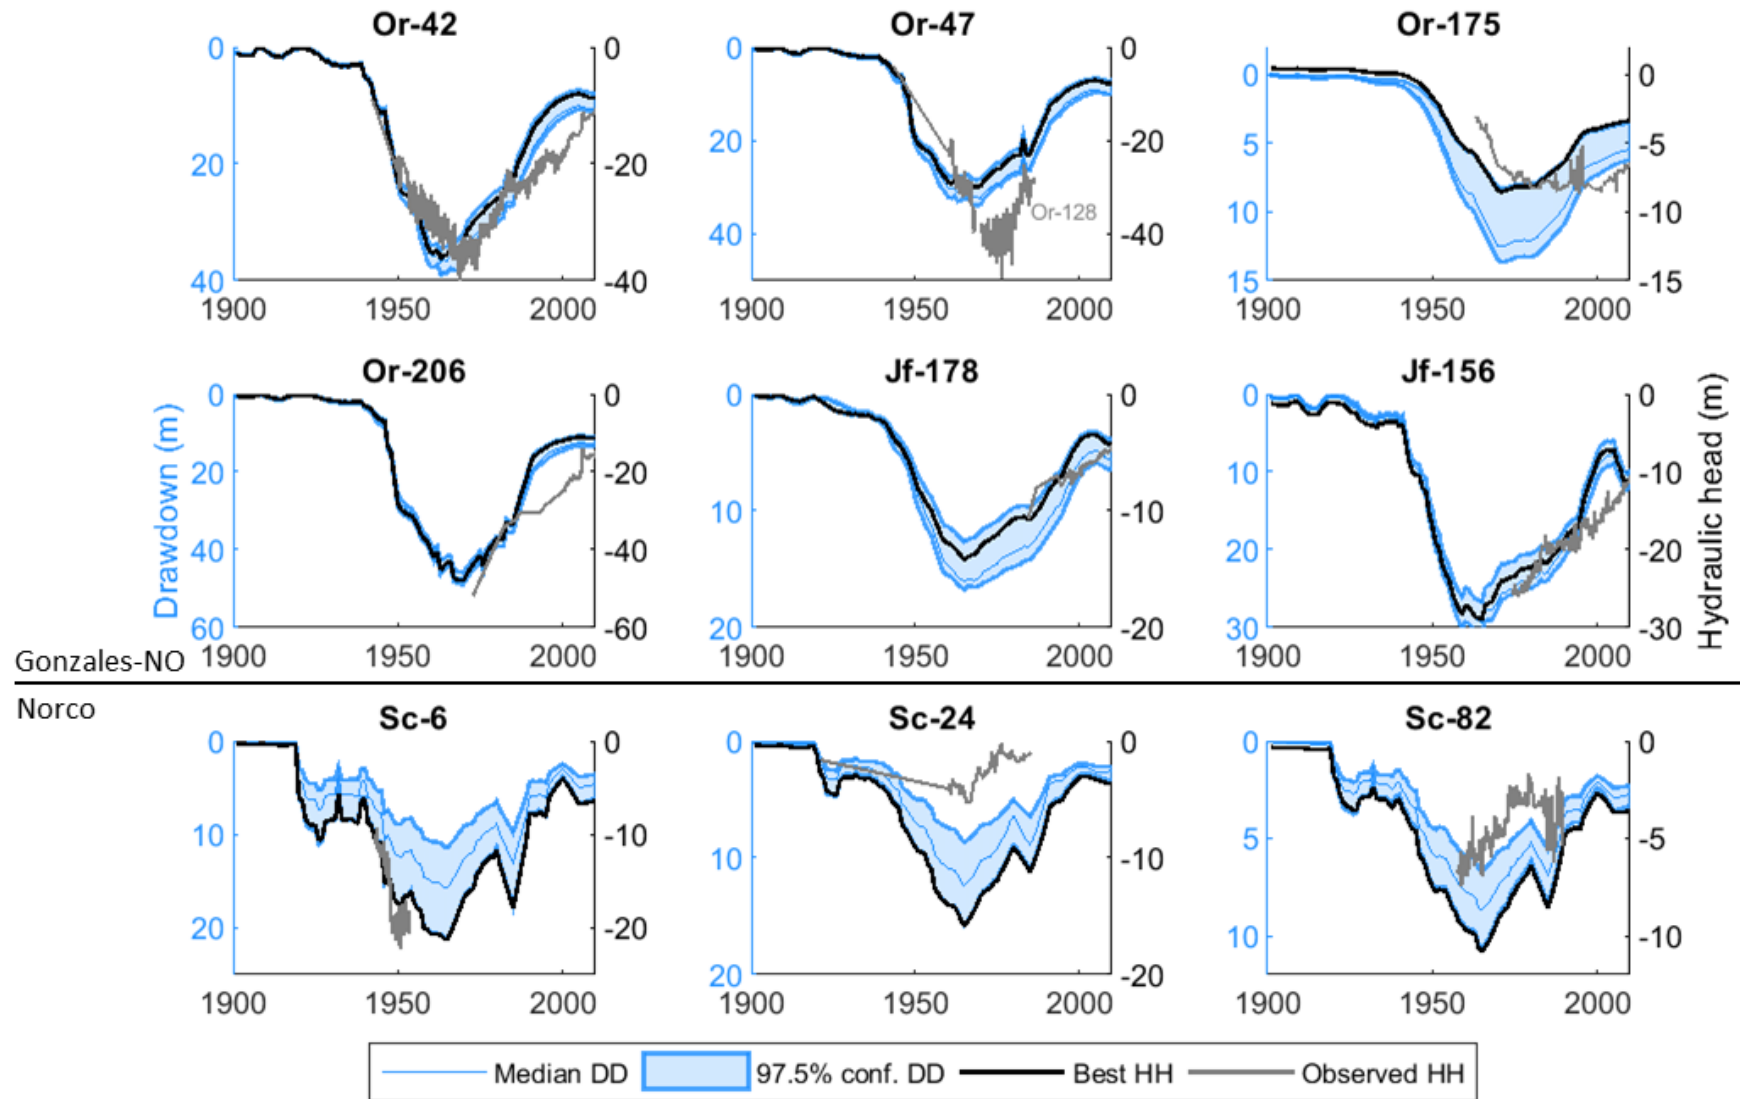 Or-42 Or-47 Or-175
0 0 0 0 0 0
20 -20 20 -20 5 -5
40 -40 40 -40 10 -10
15 -15
1900 1950 2000 1900 1950 2000 1900 1950 2000
Or-128
Or-206 Jf-178 Jf-156
Drawdown (m)
Hydraulic head (m)
0 0 0 0 0 0
20 -20 10 -10 10 -10
40 -40 20 -20 20 -20
60 -60 30 -30
1900 1950 2000 1900 1950 2000 1900 1950 2000
Gonzales-NO
Norco
Sc-6 Sc-24 Sc-82
0 0 0 0 0 0
10 -10 10 -10 5 -5
20 -20 20 -20 10 -10
1900 1950 2000 1900 1950 2000 1900 1950 2000
Median DD 97.5% conf. DD Best HH Observed HH